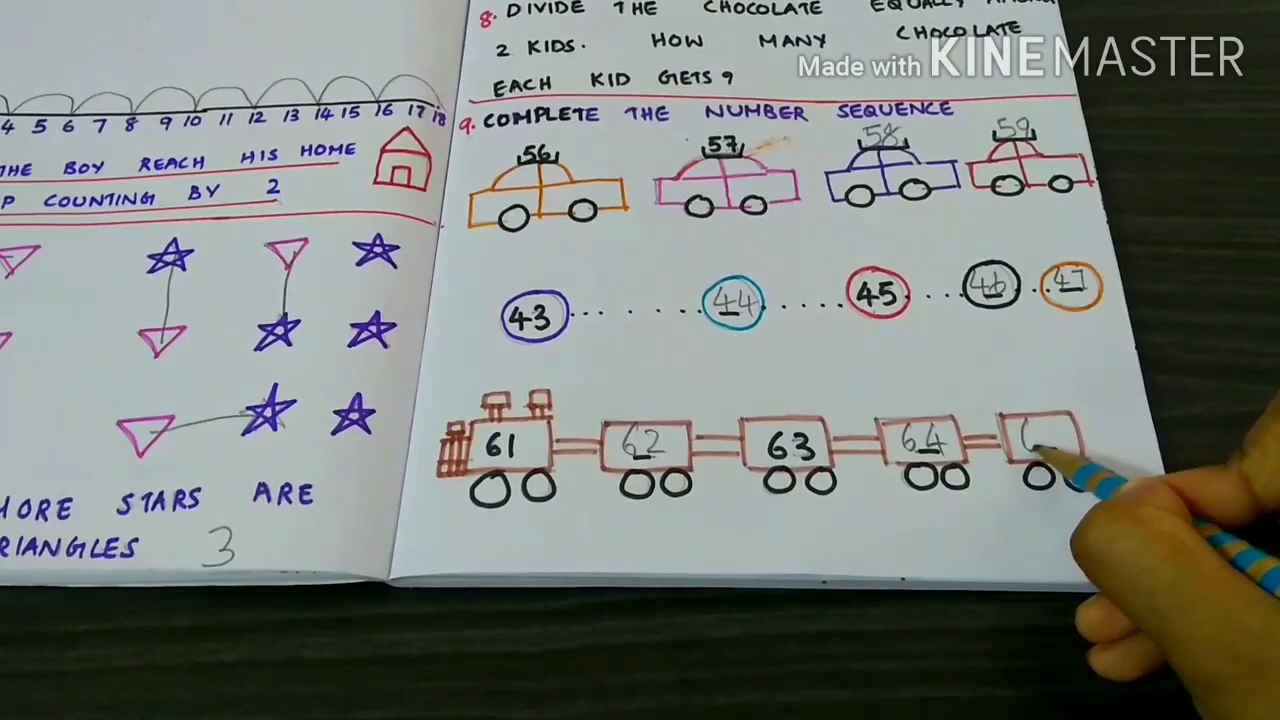 8. DIVIDE THE CHOCOLATE EQUALLY
2 KIDS. HOW MANY CHOCOLATE
EACH KID GETS ?
Made with KINEMASTER
9. COMPLETE THE NUMBER SEQUENCE
56 57 58 59
43 44 45 46 47
61 62 63 64 6
4 5 6 7 8 9 10 11 12 13 14 15 16 17 18
THE BOY REACH HIS HOME
P COUNTING BY 2
MORE STARS ARE
RIANGLES 3